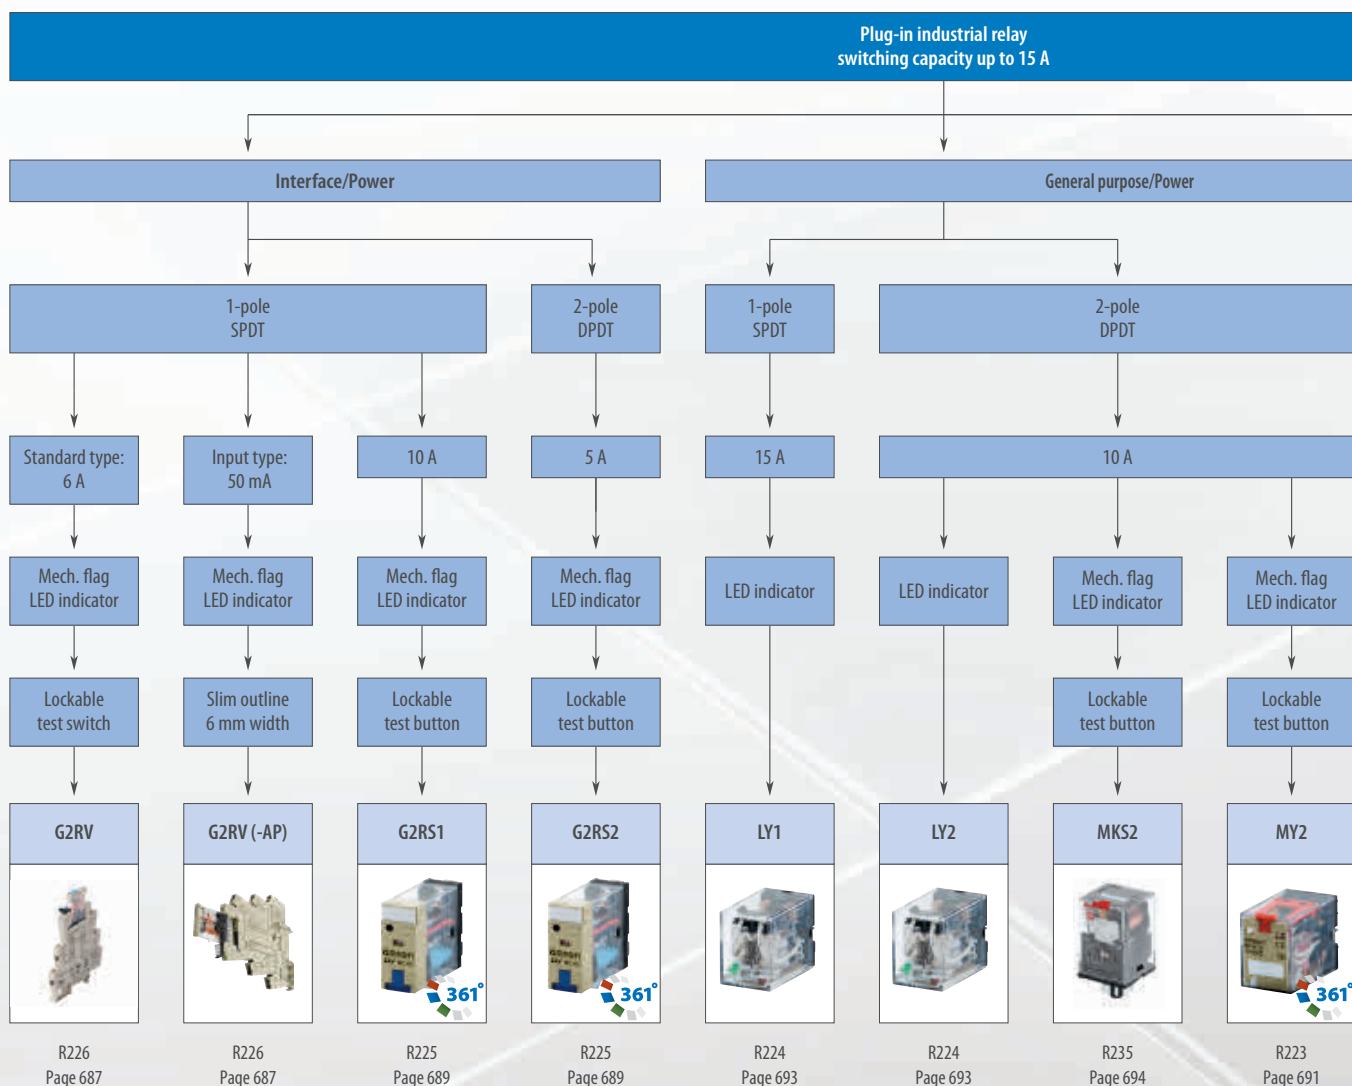 Plug-in industrial relay
switching capacity up to 15 A
Interface/Power
General purpose/Power
1-pole
SPDT
2-pole
DPDT
1-pole
SPDT
2-pole
DPDT
Standard type:
6 A
Input type:
50 mA
10 A
5 A
15 A
10 A
Mech. flag
LED indicator
Mech. flag
LED indicator
Mech. flag
LED indicator
Mech. flag
LED indicator
LED indicator
LED indicator
Mech. flag
LED indicator
Mech. flag
LED indicator
Lockable
test switch
Slim outline
6 mm width
Lockable
test button
Lockable
test button
Lockable
test button
Lockable
test button
G2RV
G2RV (-AP)
G2RS1
G2RS2
LY1
LY2
MKS2
MY2
361°
361°
361°
R226
Page 687
R226
Page 687
R225
Page 689
R225
Page 689
R224
Page 693
R224
Page 693
R235
Page 694
R223
Page 691